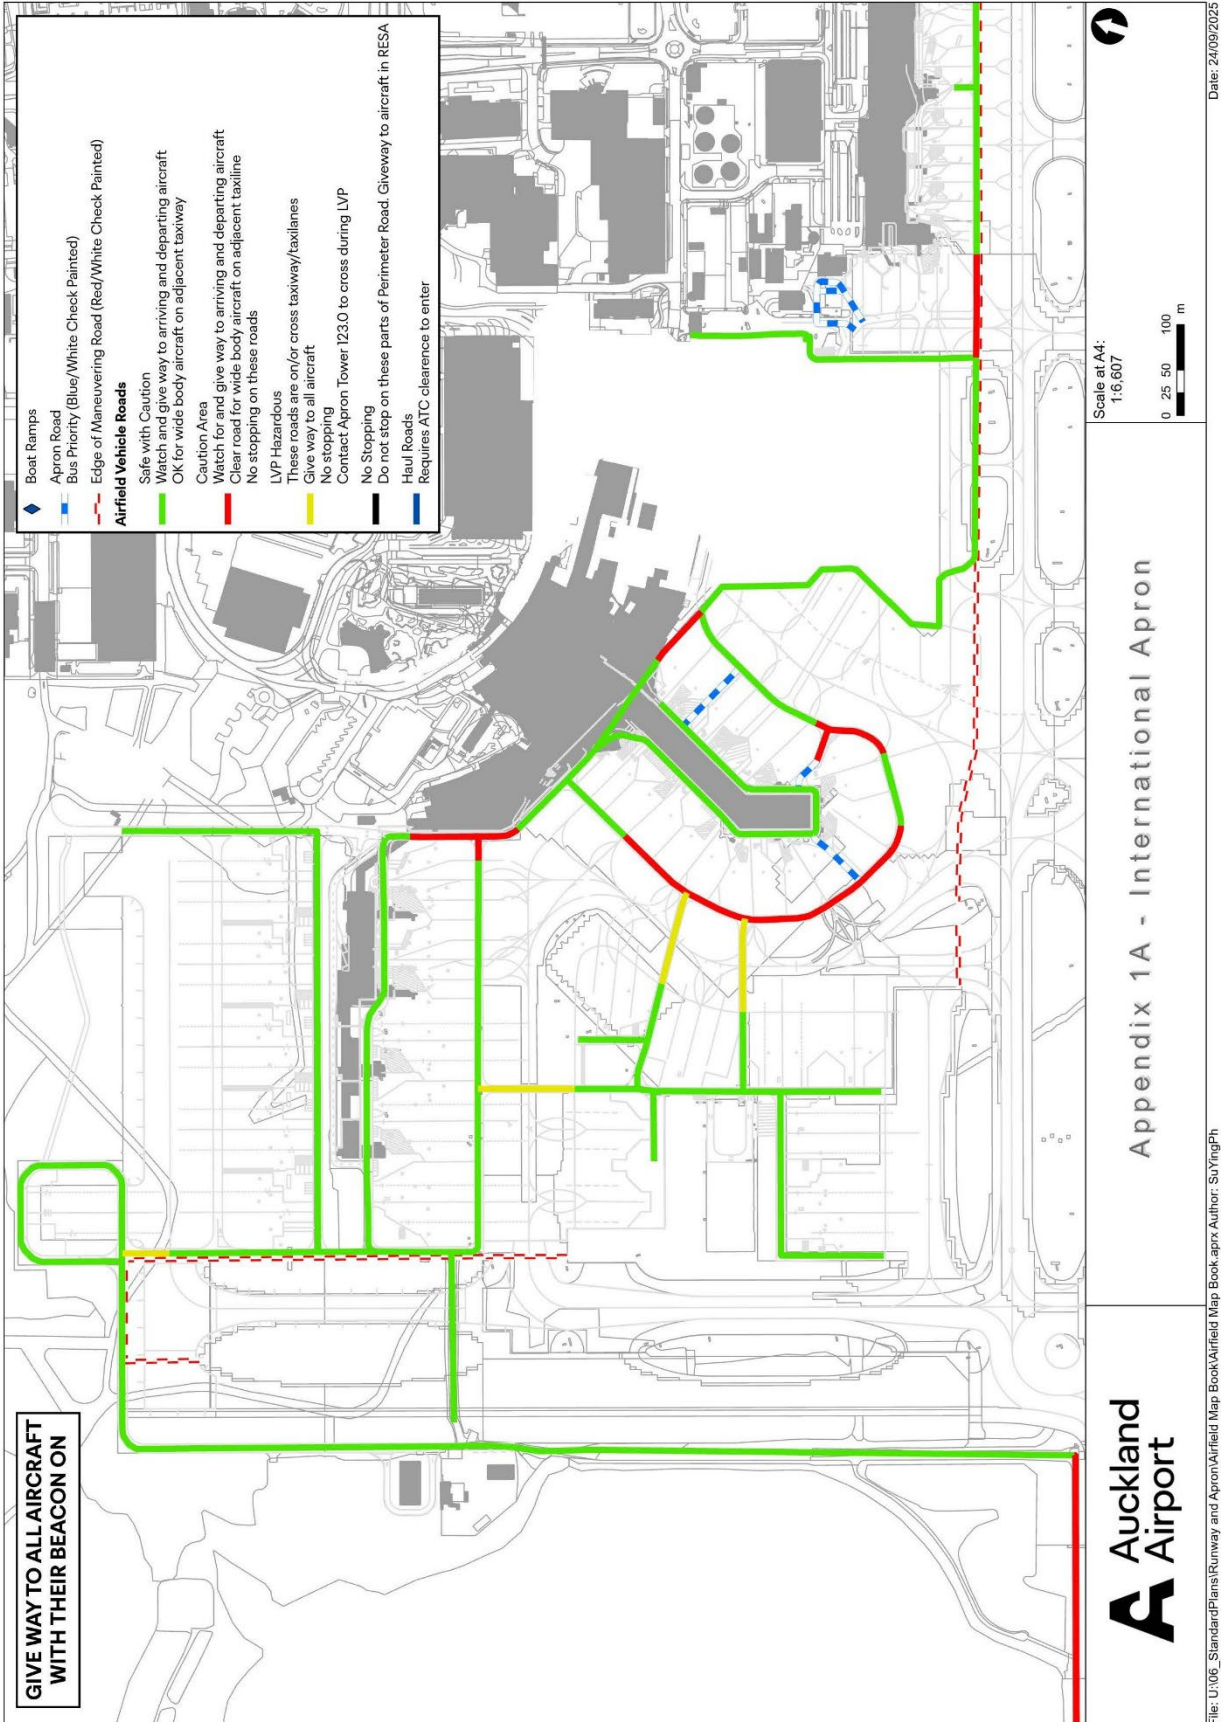 GIVE WAY TO ALL AIRCRAFT
WITH THEIR BEACON ON
Boat Ramps
Apron Road
Bus Priority (Blue/White Check Painted)
Edge of Maneuvering Road (Red/White Check Painted)
Airfield Vehicle Roads
Safe with Caution
Watch and give way to arriving and departing aircraft
OK for wide body aircraft on adjacent taxiway
Caution Area
Watch for and give way to arriving and departing aircraft
Clear road for wide body aircraft on adjacent taxiline
No stopping on these roads
LVP Hazardous
These roads are on/or cross taxiway/taxilanes
Give way to all aircraft
No stopping
Contact Apron Tower 123.0 to cross during LVP
No Stopping
Do not stop on these parts of Perimeter Road. Giveway to aircraft in RESA
Haul Roads
Requires ATC clearence to enter
Auckland
Airport
Appendix 1A - International Apron
Scale at A4:
1:6,607
0 25 50 100
m
File: U:\06_StandardPlans\Runway and Apron\Airfield Map Book\Airfield Map Book.aprx Author: SuYingPh
Date: 24/09/2025